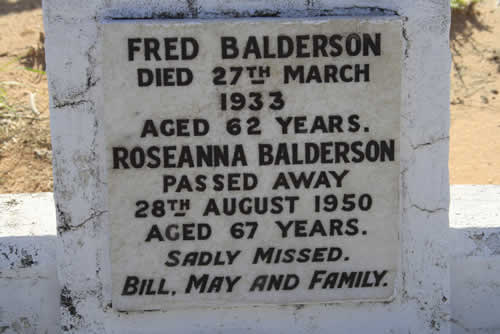 FRED BALDERSON
DIED 27TH MARCH
1933
AGED 62 YEARS.
ROSEANNA BALDERSON
PASSED AWAY
28TH AUGUST 1950
AGED 67 YEARS.
SADLY MISSED.
BILL, MAY AND FAMILY.